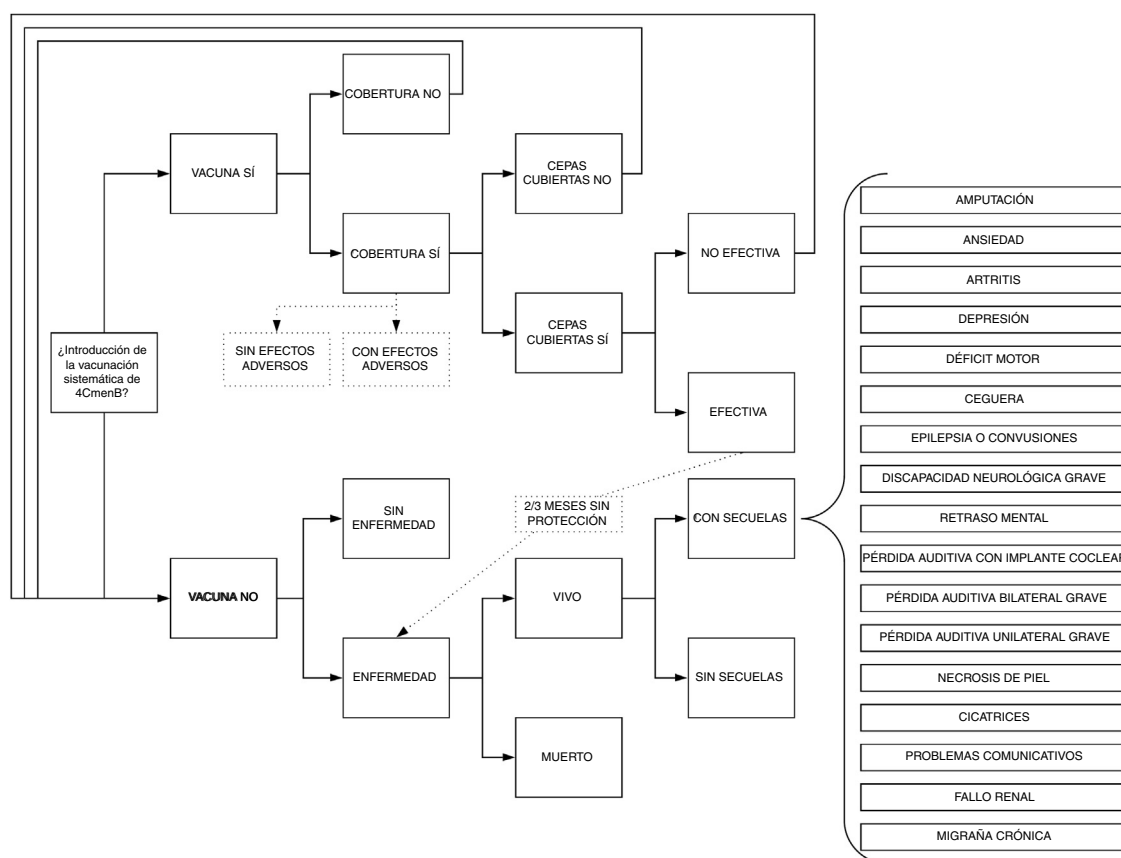 COBERTURA NO
VACUNA SÍ
CEPAS
CUBIERTAS NO
COBERTURA SÍ
NO EFECTIVA
SIN EFECTOS
ADVERSOS
CON EFECTOS
ADVERSOS
CEPAS
CUBIERTAS SÍ
¿Introducción de
la vacunación
sistemática de
4CmenB?
EFECTIVA
2/3 MESES SIN
PROTECCIÓN
SIN
ENFERMEDAD
CON SECUELAS
VACUNA NO
VIVO
ENFERMEDAD
SIN SECUELAS
MUERTO
AMPUTACIÓN
ANSIEDAD
ARTRITIS
DEPRESIÓN
DÉFICIT MOTOR
CEGUERA
EPILEPSIA O CONVUSIONES
DISCAPACIDAD NEUROLÓGICA GRAVE
RETRASO MENTAL
PÉRDIDA AUDITIVA CON IMPLANTE COCLEAR
PÉRDIDA AUDITIVA BILATERAL GRAVE
PÉRDIDA AUDITIVA UNILATERAL GRAVE
NECROSIS DE PIEL
CICATRICES
PROBLEMAS COMUNICATIVOS
FALLO RENAL
MIGRAÑA CRÓNICA